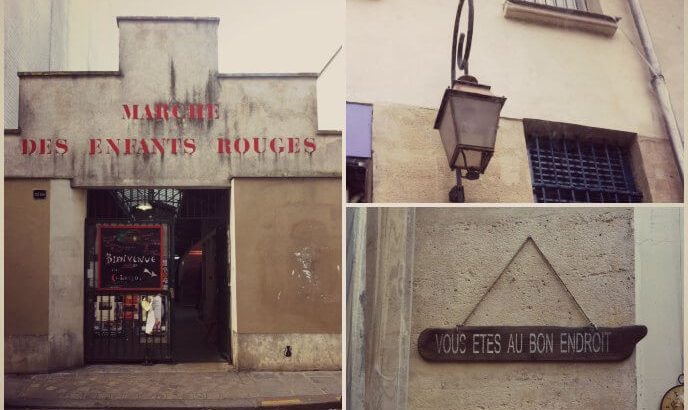 MARCHE
DES ENFANTS ROUGES
BIENVENUE
VOUS ETES AU BON ENDROIT